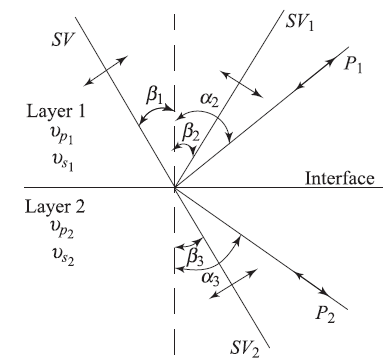 SV
SV₁
P₁
β₁
α₂
β₂
Layer 1
υp₁
υs₁
Interface
Layer 2
υp₂
υs₂
β₃
α₃
P₂
SV₂